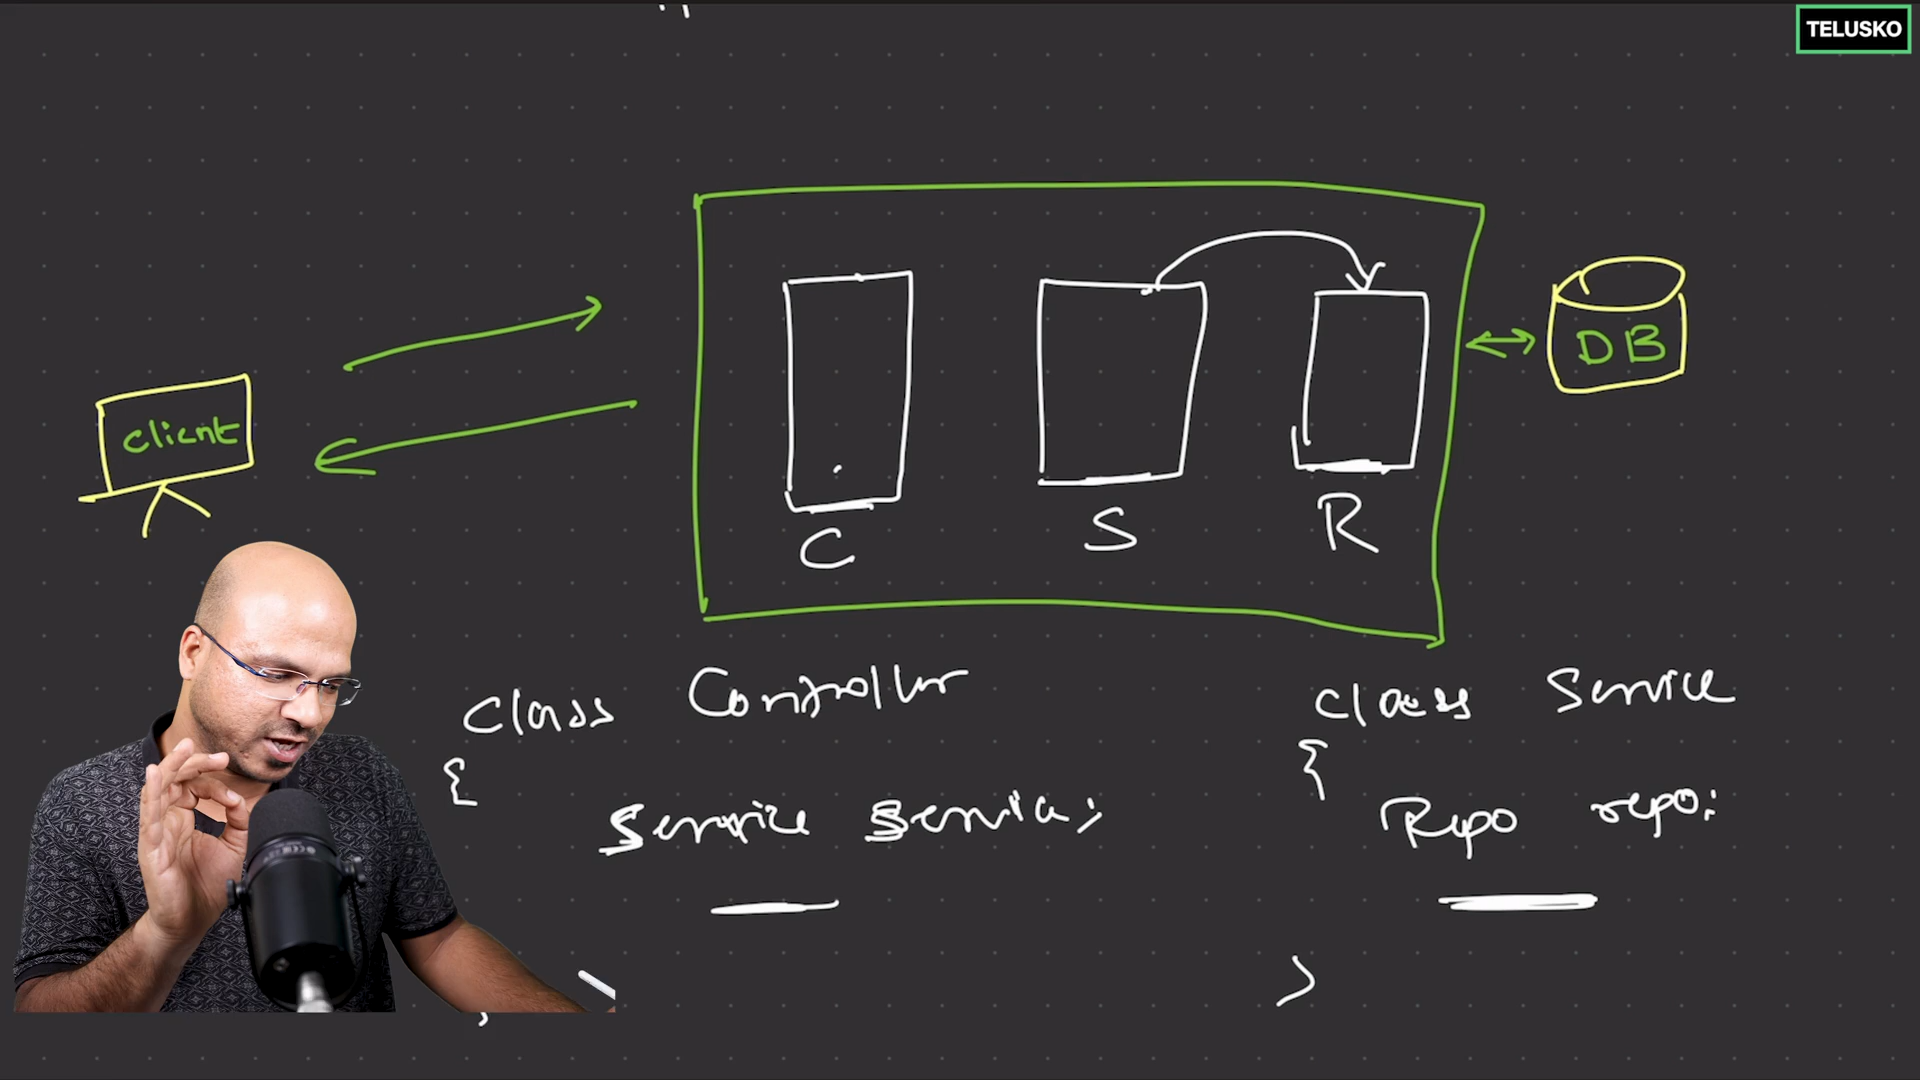 TELUSKO
client
DB
C S R
Class Controller
{
Service Service;
}
class Service
{
Repo repo;
}